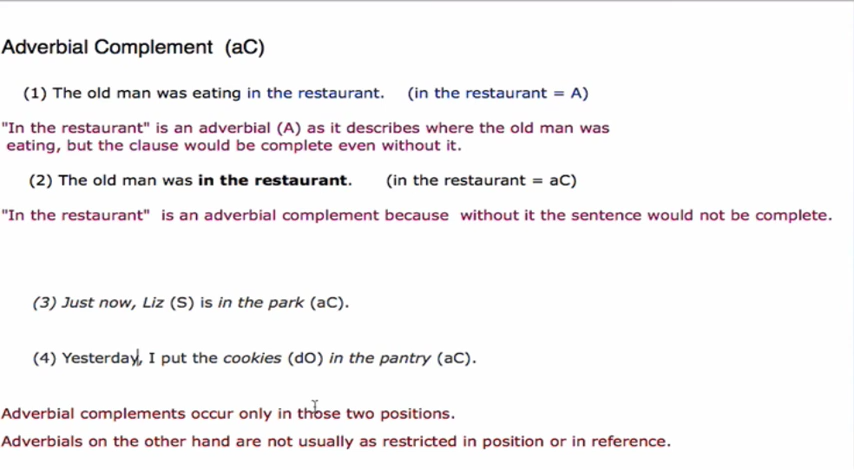 Adverbial Complement (aC)
(1) The old man was eating in the restaurant. (in the restaurant = A)
"In the restaurant" is an adverbial (A) as it describes where the old man was
eating, but the clause would be complete even without it.
(2) The old man was in the restaurant. (in the restaurant = aC)
"In the restaurant" is an adverbial complement because without it the sentence would not be complete.
(3) Just now, Liz (S) is in the park (aC).
(4) Yesterday, I put the cookies (dO) in the pantry (aC).
Adverbial complements occur only in those two positions.
Adverbials on the other hand are not usually as restricted in position or in reference.